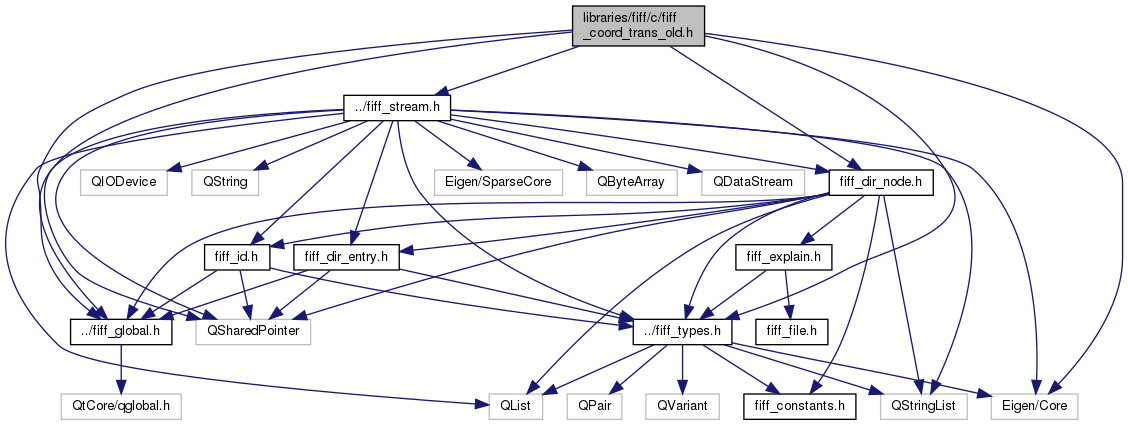 libraries/fiff/c/fiff
_coord_trans_old.h
../fiff_stream.h
QIODevice
QString
Eigen/SparseCore
QByteArray
QDataStream
fiff_dir_node.h
fiff_id.h
fiff_dir_entry.h
fiff_explain.h
../fiff_global.h
QSharedPointer
../fiff_types.h
fiff_file.h
QtCore/qglobal.h
QList
QPair
QVariant
fiff_constants.h
QStringList
Eigen/Core